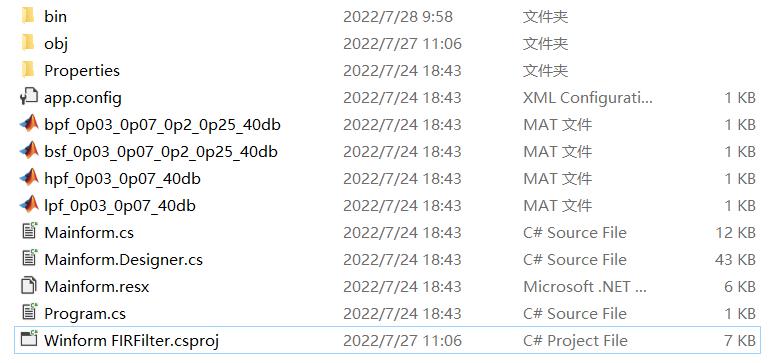 bin 2022/7/28 9:58 文件夹
obj 2022/7/27 11:06 文件夹
Properties 2022/7/24 18:43 文件夹
app.config 2022/7/24 18:43 XML Configurati... 1 KB
bpf_0p03_0p07_0p2_0p25_40db 2022/7/24 18:43 MAT 文件 1 KB
bsf_0p03_0p07_0p2_0p25_40db 2022/7/24 18:43 MAT 文件 1 KB
hpf_0p03_0p07_40db 2022/7/24 18:43 MAT 文件 1 KB
lpf_0p03_0p07_40db 2022/7/24 18:43 MAT 文件 1 KB
Mainform.cs 2022/7/24 18:43 C# Source File 12 KB
Mainform.Designer.cs 2022/7/24 18:43 C# Source File 43 KB
Mainform.resx 2022/7/24 18:43 Microsoft .NET ... 6 KB
Program.cs 2022/7/24 18:43 C# Source File 1 KB
Winform FIRFilter.csproj 2022/7/27 11:06 C# Project File 7 KB